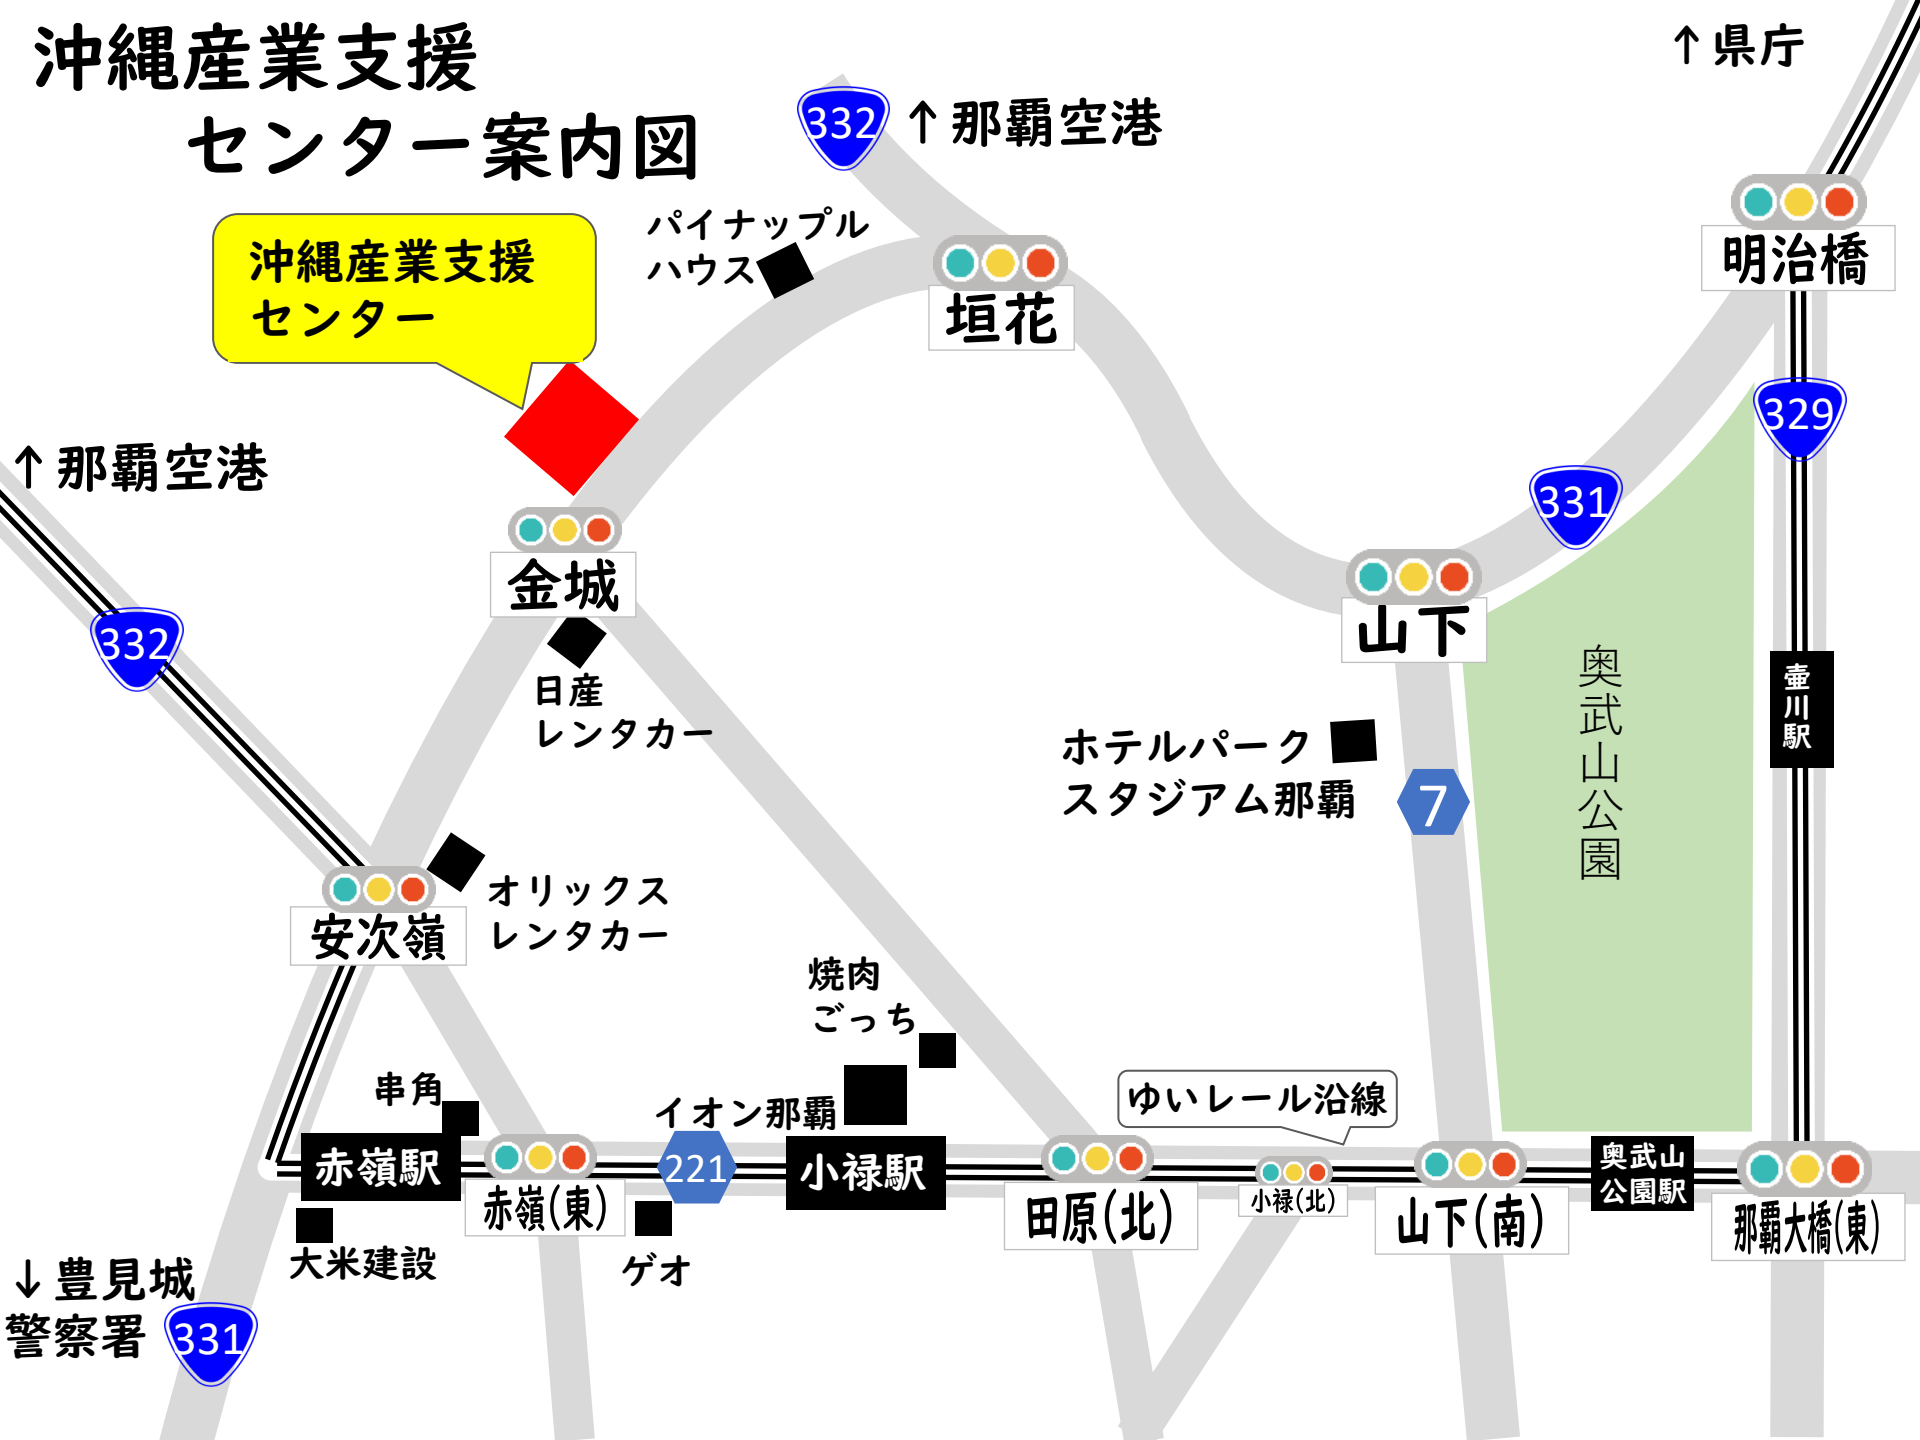 沖縄産業支援
センター案内図
↑県庁
332
↑那覇空港
パイナップル
ハウス
沖縄産業支援
センター
垣花
明治橋
329
↑那覇空港
331
金城
332
日産
レンタカー
山下
奥武山公園
壷川駅
ホテルパーク
スタジアム那覇
7
オリックス
レンタカー
安次嶺
焼肉
ごっち
串角
イオン那覇
ゆいレール沿線
赤嶺駅
221
小禄駅
奥武山
公園駅
赤嶺(東)
田原(北)
小禄(北)
山下(南)
那覇大橋(東)
大米建設
ゲオ
↓豊見城
警察署
331